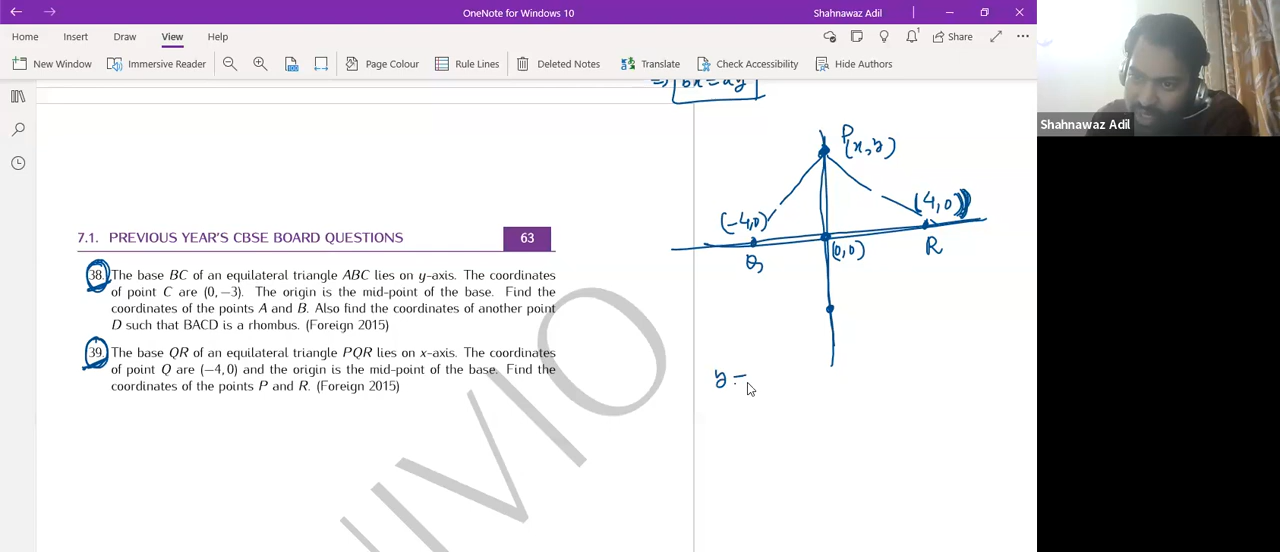 OneNote for Windows 10
Shahnawaz Adil
Home Insert Draw View Help
Share
New Window Immersive Reader Page Colour Rule Lines Deleted Notes Translate Check Accessibility Hide Authors
⇒ bx = ay
P(x, y)
(-4,0)
(4,0)
Q
(0,0)
R
7.1. PREVIOUS YEAR'S CBSE BOARD QUESTIONS 63
38. The base BC of an equilateral triangle ABC lies on y-axis. The coordinates
of point C are (0, −3). The origin is the mid-point of the base. Find the
coordinates of the points A and B. Also find the coordinates of another point
D such that BACD is a rhombus. (Foreign 2015)
39. The base QR of an equilateral triangle PQR lies on x-axis. The coordinates
of point Q are (−4, 0) and the origin is the mid-point of the base. Find the
coordinates of the points P and R. (Foreign 2015)
y =
Shahnawaz Adil